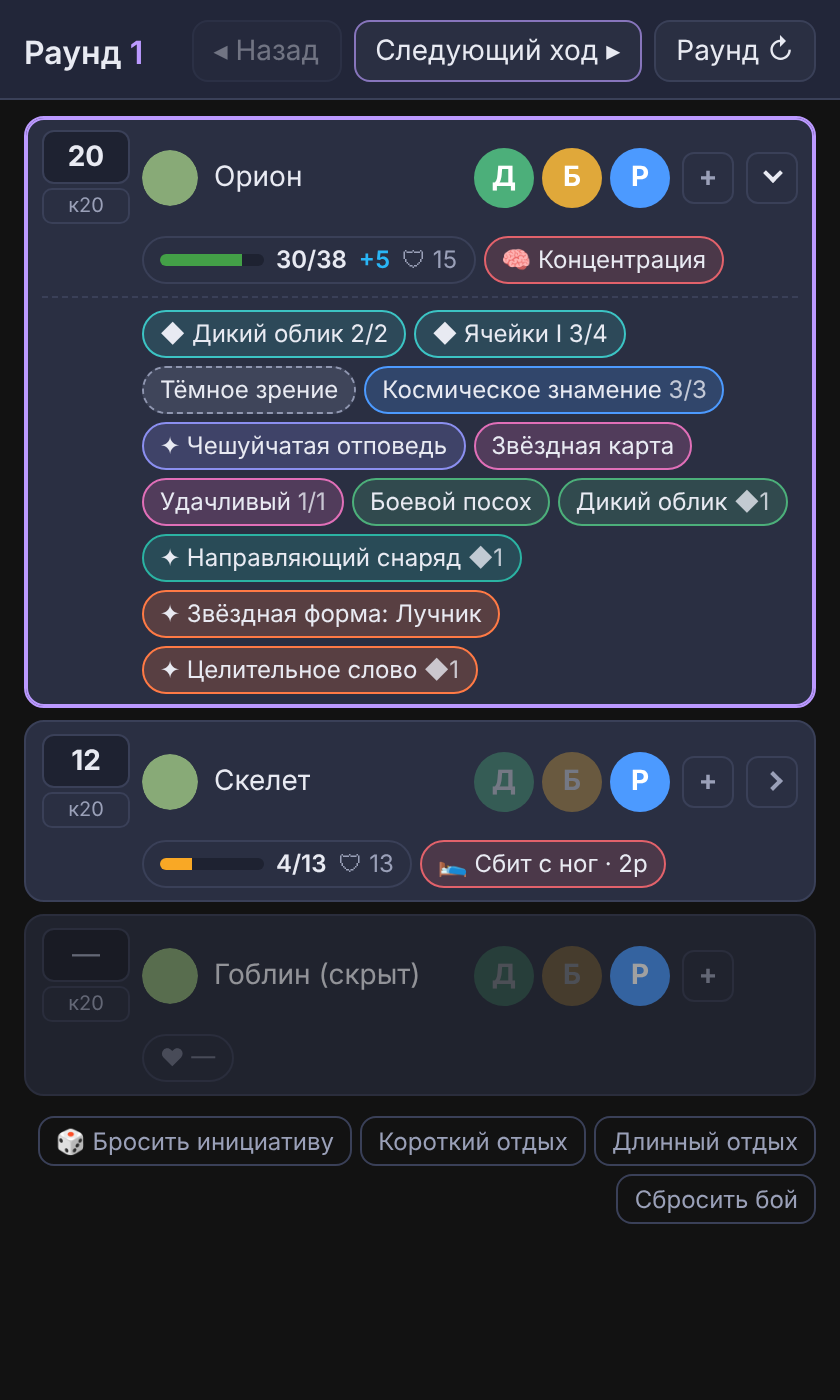 Раунд 1 ◂ Назад Следующий ход ▸ Раунд ↻
20
к20
Орион Д Б Р +
30/38 +5 🛡 15 🧠 Концентрация
◆ Дикий облик 2/2 ◆ Ячейки I 3/4
Тёмное зрение Космическое знамение 3/3
✦ Чешуйчатая отповедь Звёздная карта
Удачливый 1/1 Боевой посох Дикий облик ◆1
✦ Направляющий снаряд ◆1
✦ Звёздная форма: Лучник
✦ Целительное слово ◆1
12
к20
Скелет Д Б Р +
4/13 🛡 13 🛌 Сбит с ног · 2р
—
к20
Гоблин (скрыт) Д Б Р +
♥ —
🎲 Бросить инициативу Короткий отдых Длинный отдых
Сбросить бой